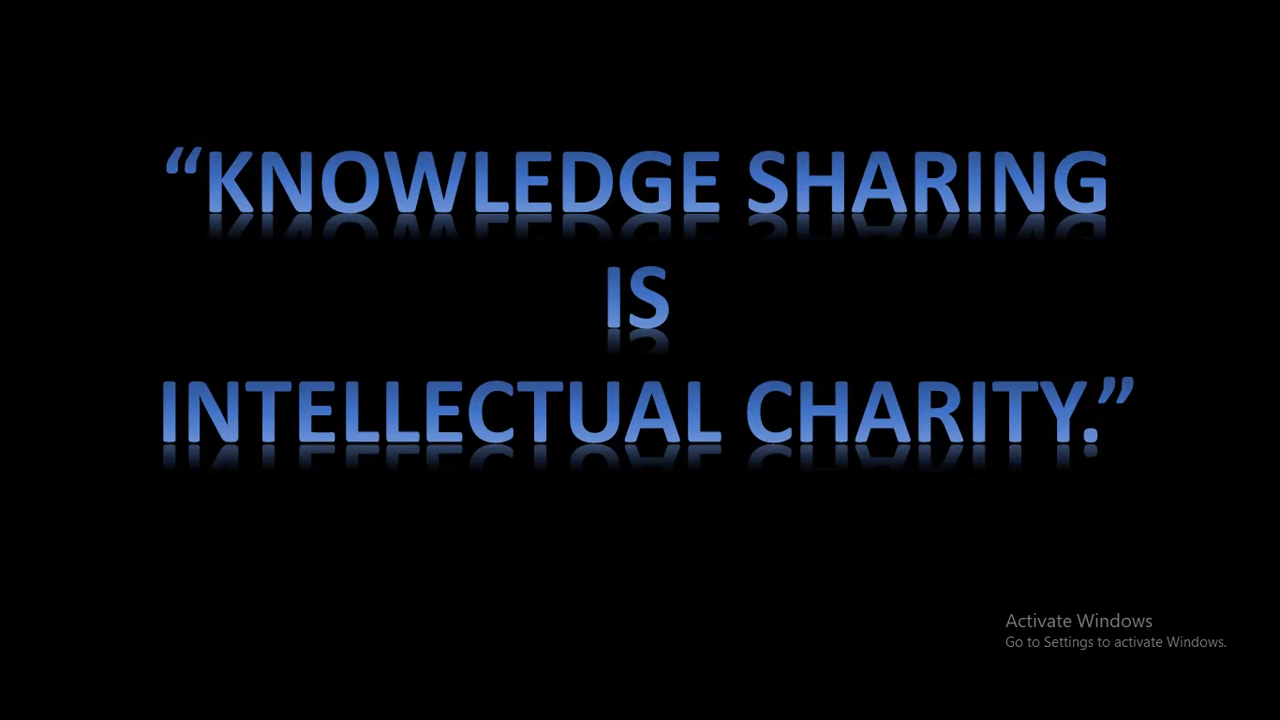 “KNOWLEDGE SHARING
IS
INTELLECTUAL CHARITY.”
Activate Windows
Go to Settings to activate Windows.